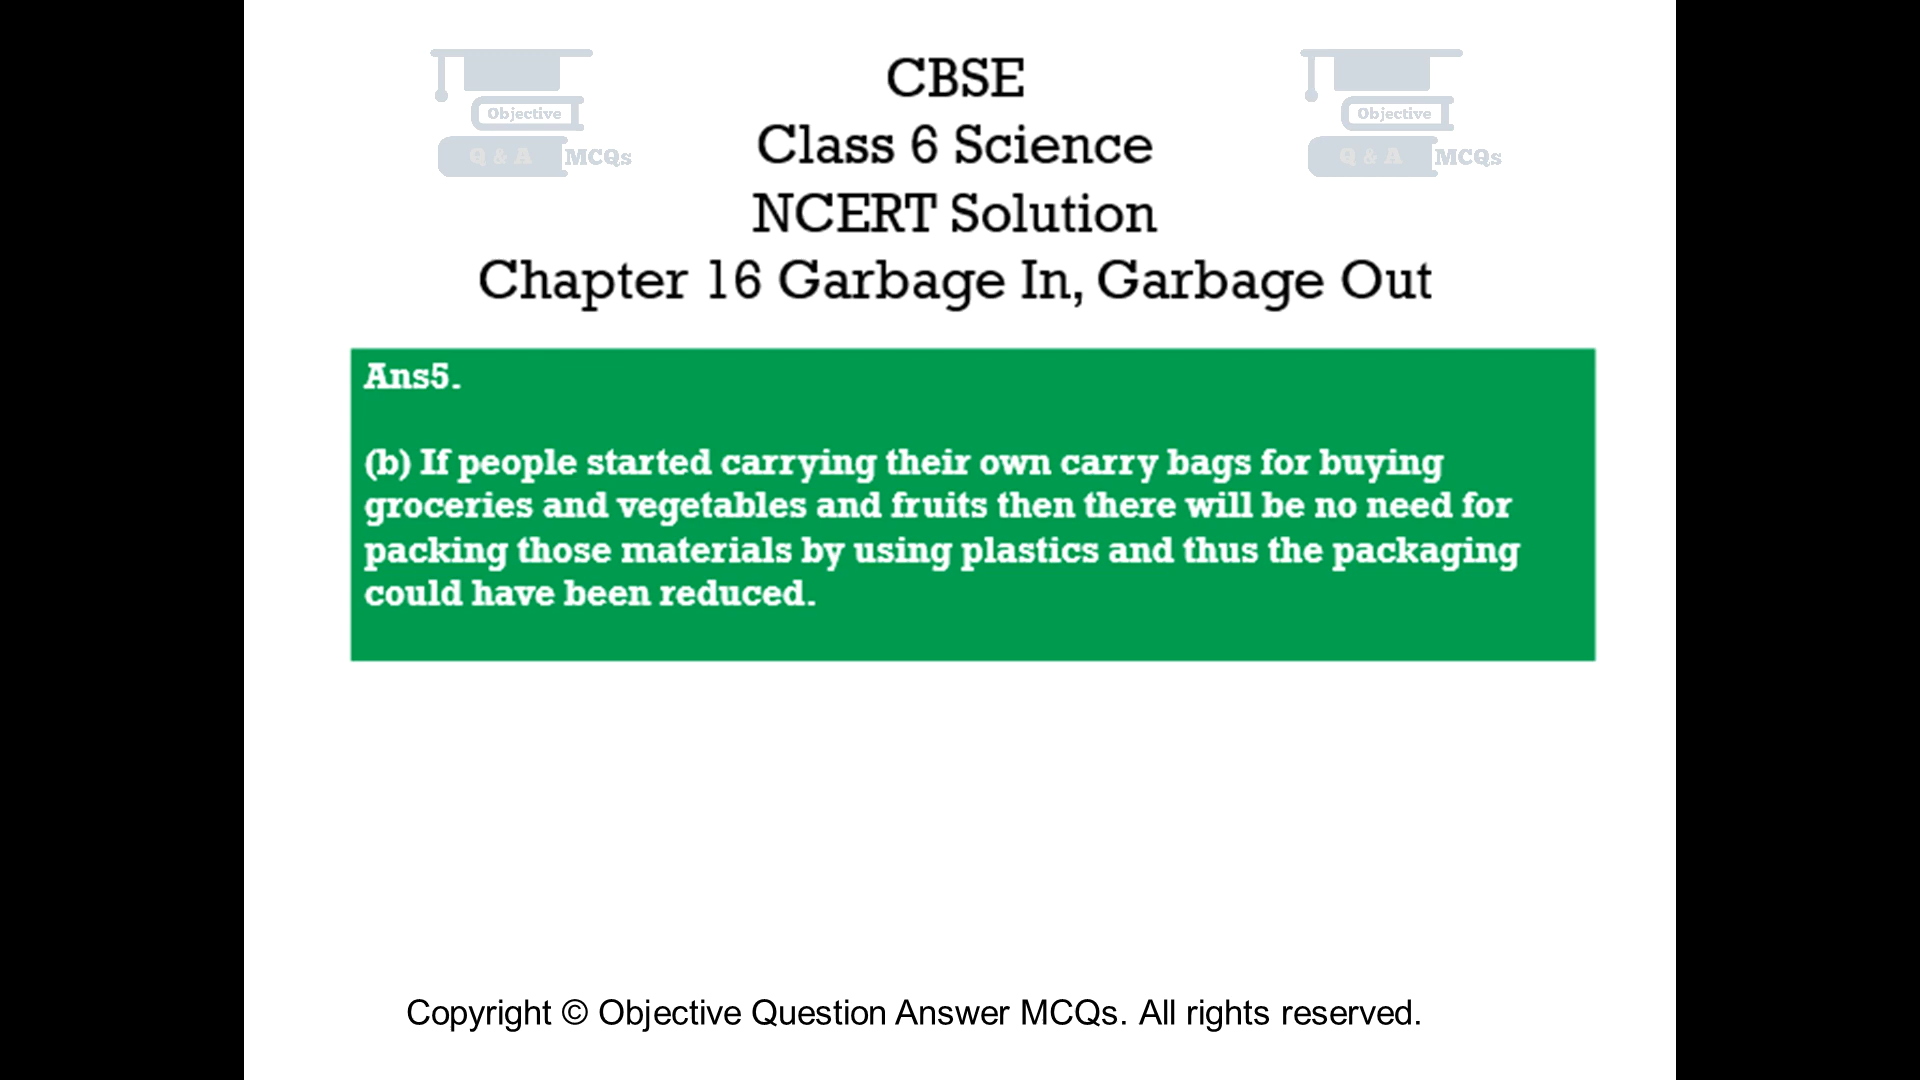 CBSE
Class 6 Science
NCERT Solution
Chapter 16 Garbage In, Garbage Out
Objective
Q & A MCQs
Objective
Q & A MCQs
Ans5.
(b) If people started carrying their own carry bags for buying
groceries and vegetables and fruits then there will be no need for
packing those materials by using plastics and thus the packaging
could have been reduced.
Copyright © Objective Question Answer MCQs. All rights reserved.